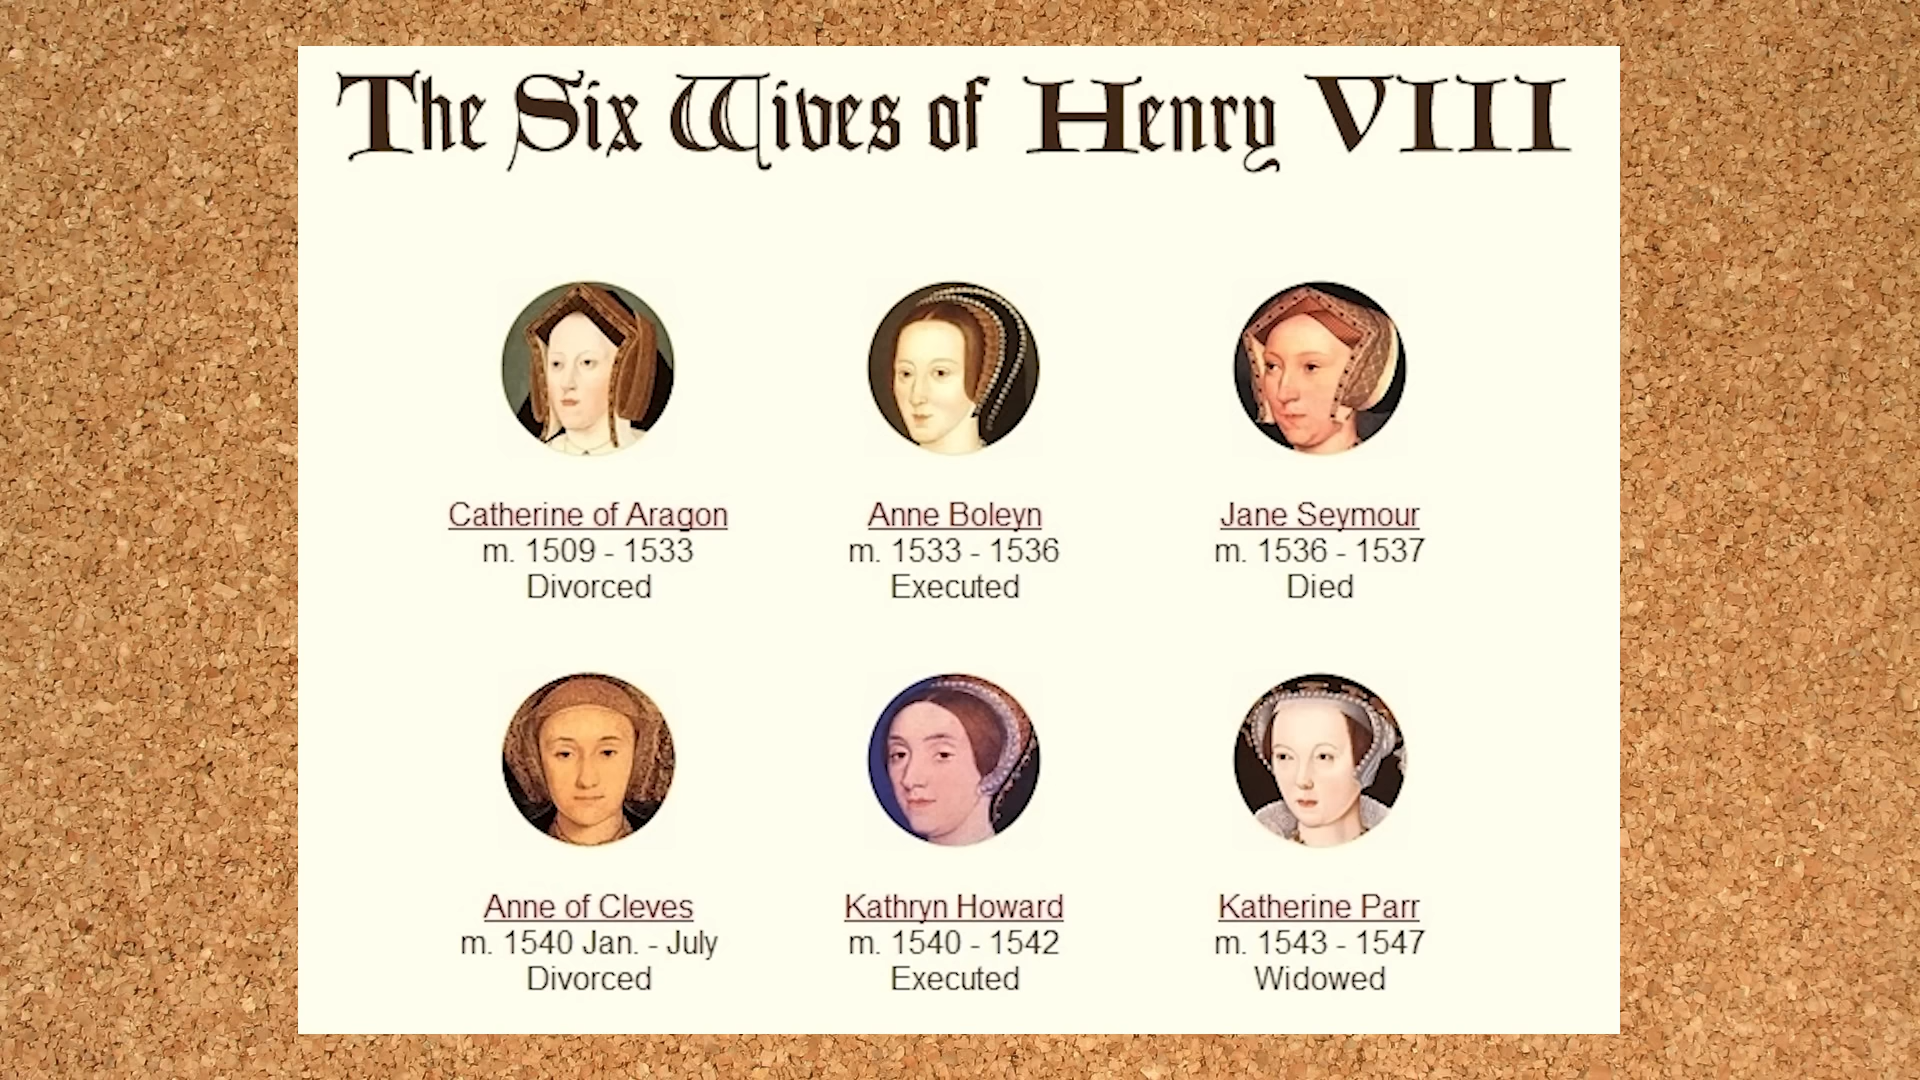 The Six Wives of Henry VIII
Catherine of Aragon
m. 1509 - 1533
Divorced
Anne Boleyn
m. 1533 - 1536
Executed
Jane Seymour
m. 1536 - 1537
Died
Anne of Cleves
m. 1540 Jan. - July
Divorced
Kathryn Howard
m. 1540 - 1542
Executed
Katherine Parr
m. 1543 - 1547
Widowed